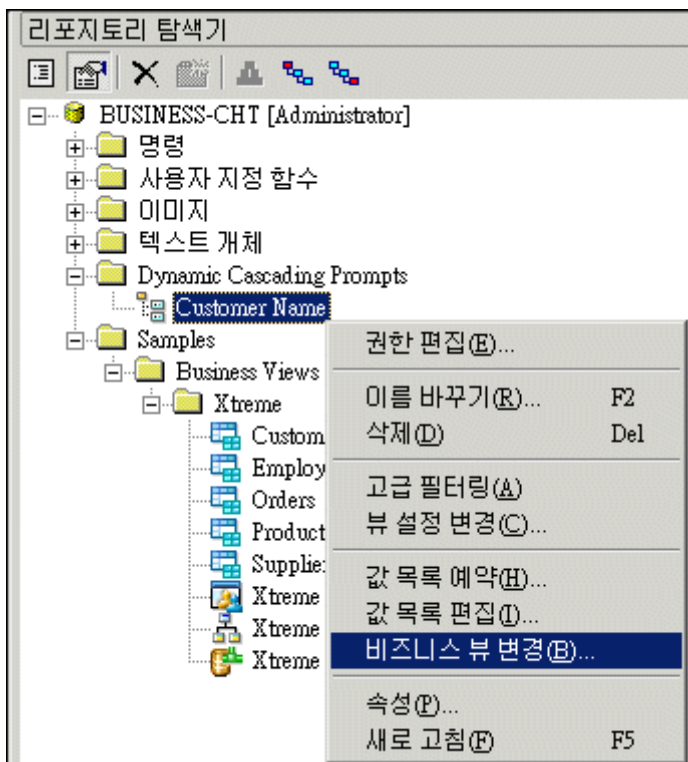 리포지토리 탐색기
BUSINESS-CHT [Administrator]
명령
사용자 지정 함수
이미지
텍스트 개체
Dynamic Cascading Prompts
Customer Name
Samples
Business Views
Xtreme
Custom
Employ
Orders
Product
Supplie
Xtreme
Xtreme
Xtreme
권한 편집(E)...
이름 바꾸기(R)... F2
삭제(D) Del
고급 필터링(A)
뷰 설정 변경(C)...
값 목록 예약(H)...
값 목록 편집(I)...
비즈니스 뷰 변경(B)...
속성(P)...
새로 고침(F) F5